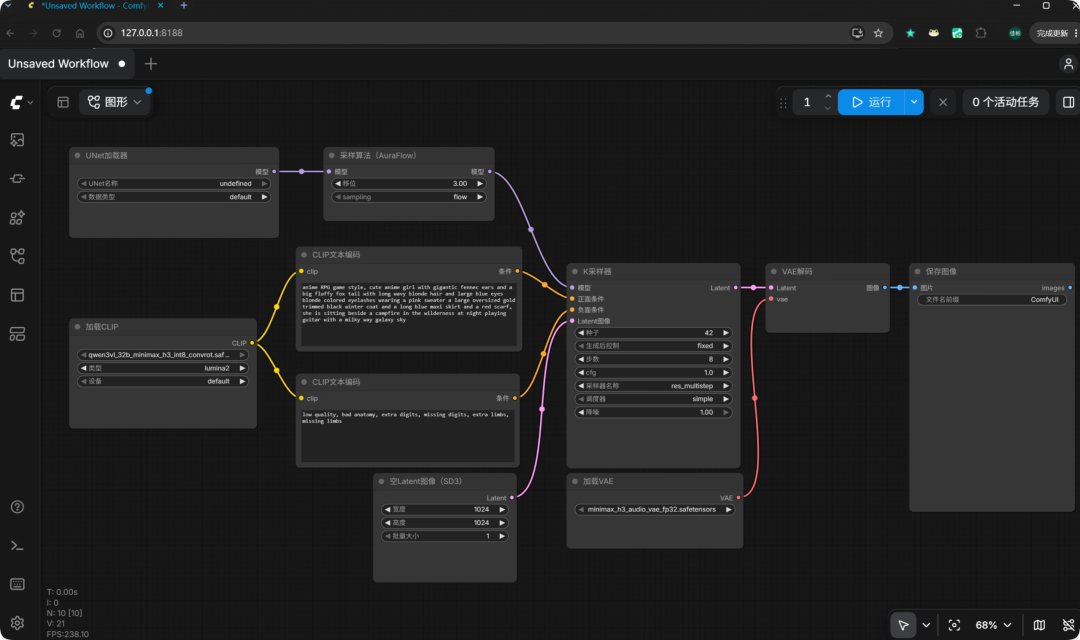 *Unsaved Workflow - Comfy
127.0.0.1:8188
完成更新
Unsaved Workflow
图形
1
运行
0 个活动任务
UNet加载器
模型
UNet名称 undefined
数据类型 default
采样算法（AuraFlow）
模型 模型
移位 3.00
sampling flow
CLIP文本编码
clip 条件
anime RPG game style, cute anime girl with gigantic fennec ears and a
big fluffy fox tail with long wavy blonde hair and large blue eyes
blonde colored eyelashes wearing a pink sweater a large oversized gold
trimmed black winter coat and a long blue maxi skirt and a red scarf,
she is sitting beside a campfire in the wilderness at night playing
guitar with a milky way galaxy sky
加载CLIP
CLIP
qwen3vl_32b_minimax_h3_int8_convrot.saf...
类型 lumina2
设备 default
CLIP文本编码
clip 条件
low quality, bad anatomy, extra digits, missing digits, extra limbs,
missing limbs
空Latent图像（SD3）
Latent
宽度 1024
高度 1024
批量大小 1
K采样器
模型 Latent
正面条件
负面条件
Latent图像
种子 42
生成后控制 fixed
步数 8
cfg 1.0
采样器名称 res_multistep
调度器 simple
降噪 1.00
加载VAE
VAE
minimax_h3_audio_vae_fp32.safetensors
VAE解码
Latent 图像
vae
保存图像
图片 images
文件名前缀 ComfyUI
T: 0.00s
I: 0
N: 10 [10]
V: 21
FPS:238.10
68%